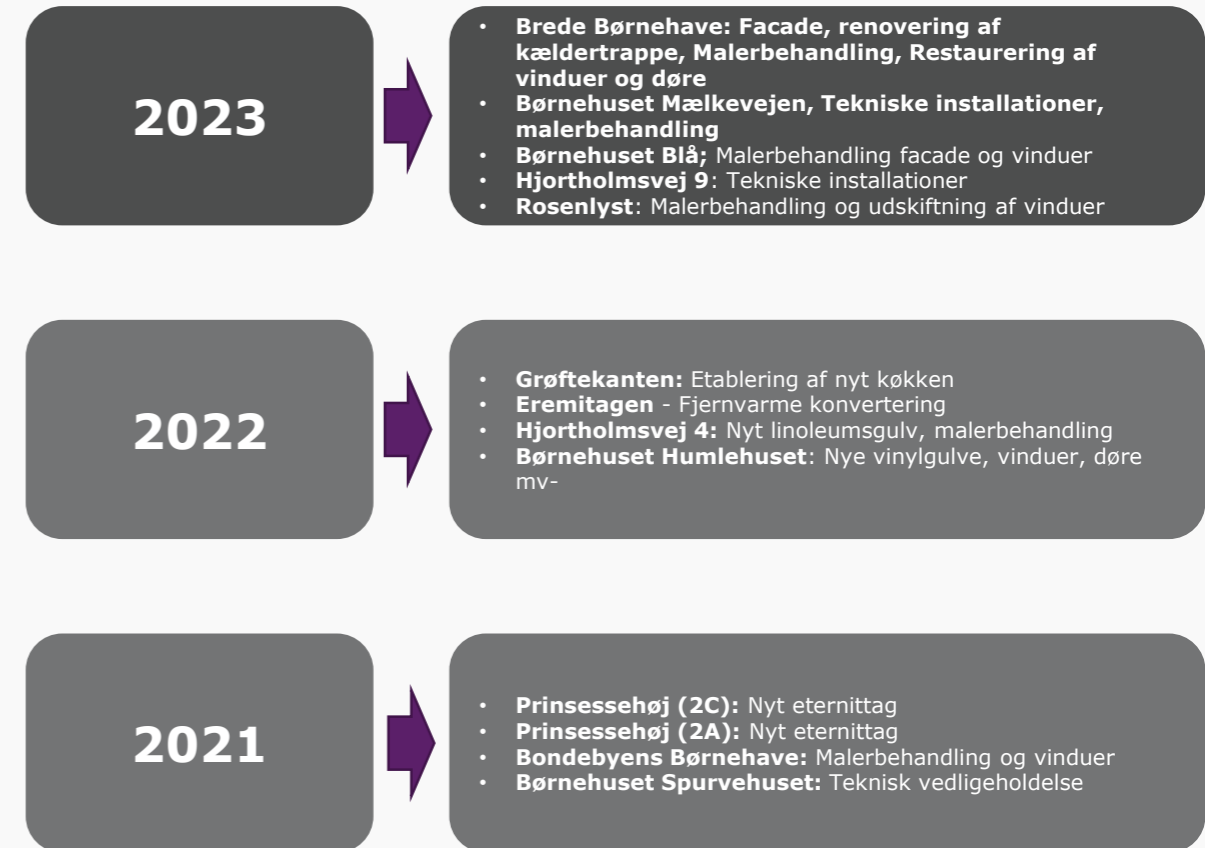 2023
• Brede Børnehave: Facade, renovering af
kældertrappe, Malerbehandling, Restaurering af
vinduer og døre
• Børnehuset Mælkevejen, Tekniske installationer,
malerbehandling
• Børnehuset Blå; Malerbehandling facade og vinduer
• Hjortholmsvej 9: Tekniske installationer
• Rosenlyst: Malerbehandling og udskiftning af vinduer
2022
• Grøftekanten: Etablering af nyt køkken
• Eremitagen - Fjernvarme konvertering
• Hjortholmsvej 4: Nyt linoleumsgulv, malerbehandling
• Børnehuset Humlehuset: Nye vinylgulve, vinduer, døre
mv-
2021
• Prinsessehøj (2C): Nyt eternittag
• Prinsessehøj (2A): Nyt eternittag
• Bondebyens Børnehave: Malerbehandling og vinduer
• Børnehuset Spurvehuset: Teknisk vedligeholdelse